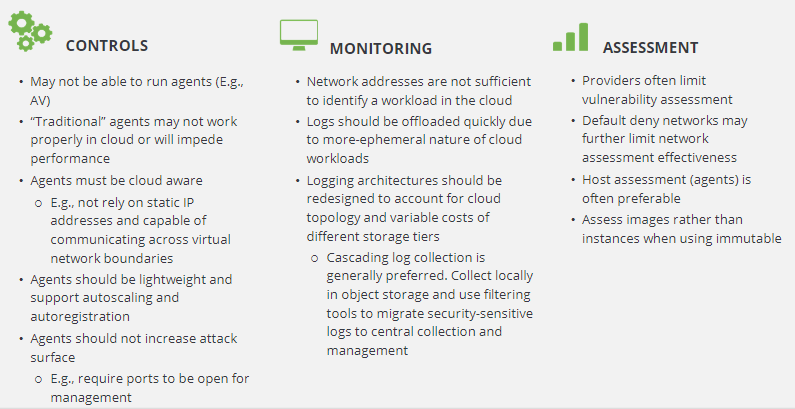 CONTROLS
• May not be able to run agents (E.g.,
AV)
• “Traditional” agents may not work
properly in cloud or will impede
performance
• Agents must be cloud aware
o E.g., not rely on static IP
addresses and capable of
communicating across virtual
network boundaries
• Agents should be lightweight and
support autoscaling and
autoregistration
• Agents should not increase attack
surface
o E.g., require ports to be open for
management
MONITORING
• Network addresses are not sufficient
to identify a workload in the cloud
• Logs should be offloaded quickly due
to more-ephemeral nature of cloud
workloads
• Logging architectures should be
redesigned to account for cloud
topology and variable costs of
different storage tiers
o Cascading log collection is
generally preferred. Collect locally
in object storage and use filtering
tools to migrate security-sensitive
logs to central collection and
management
ASSESSMENT
• Providers often limit
vulnerability assessment
• Default deny networks may
further limit network
assessment effectiveness
• Host assessment (agents) is
often preferable
• Assess images rather than
instances when using immutable